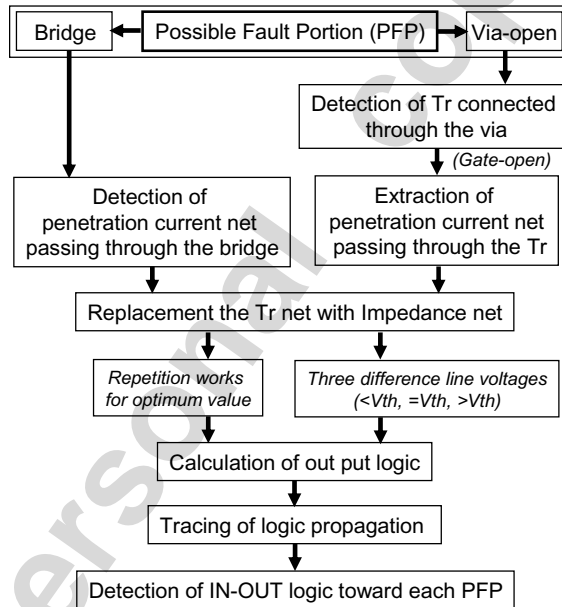 Bridge
Possible Fault Portion (PFP)
Via-open
Detection of Tr connected
through the via
(Gate-open)
Detection of
penetration current net
passing through the bridge
Extraction of
penetration current net
passing through the Tr
Replacement the Tr net with Impedance net
Repetition works
for optimum value
Three difference line voltages
(<Vth, =Vth, >Vth)
Calculation of out put logic
Tracing of logic propagation
Detection of IN-OUT logic toward each PFP
ersonal
cop